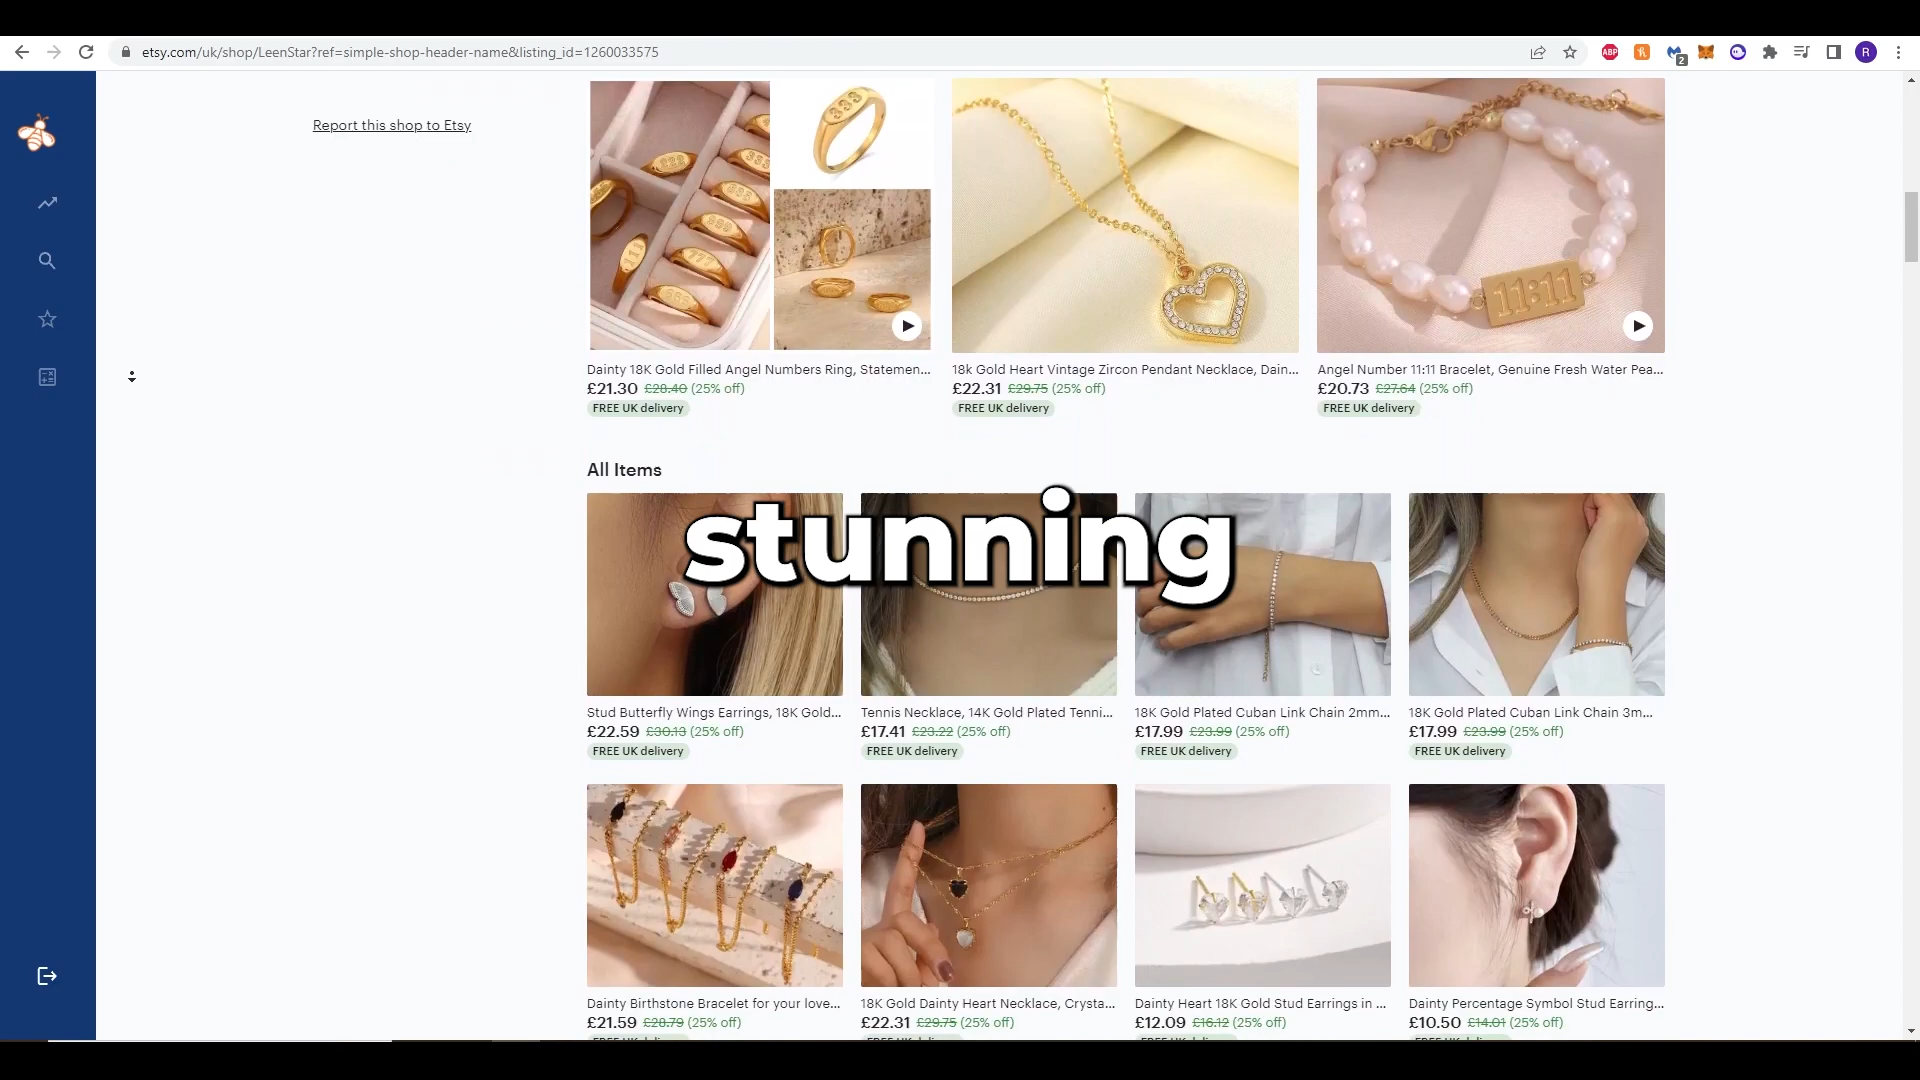 etsy.com/uk/shop/LeenStar?ref=simple-shop-header-name&listing_id=1260033575
ABP
2
R
Report this shop to Etsy
333
222
11:11
Dainty 18K Gold Filled Angel Numbers Ring, Statemen...
18k Gold Heart Vintage Zircon Pendant Necklace, Dain...
Angel Number 11:11 Bracelet, Genuine Fresh Water Pea...
£21.30 £28.40 (25% off)
£22.31 £29.75 (25% off)
£20.73 £27.64 (25% off)
FREE UK delivery
FREE UK delivery
FREE UK delivery
All Items
stunning
Stud Butterfly Wings Earrings, 18K Gold...
Tennis Necklace, 14K Gold Plated Tenni...
18K Gold Plated Cuban Link Chain 2mm...
18K Gold Plated Cuban Link Chain 3m...
£22.59 £30.13 (25% off)
£17.41 £23.22 (25% off)
£17.99 £23.99 (25% off)
£17.99 £23.99 (25% off)
FREE UK delivery
FREE UK delivery
FREE UK delivery
FREE UK delivery
Dainty Birthstone Bracelet for your love...
18K Gold Dainty Heart Necklace, Crysta...
Dainty Heart 18K Gold Stud Earrings in ...
Dainty Percentage Symbol Stud Earring...
£21.59 £28.79 (25% off)
£22.31 £29.75 (25% off)
£12.09 £16.12 (25% off)
£10.50 £14.01 (25% off)